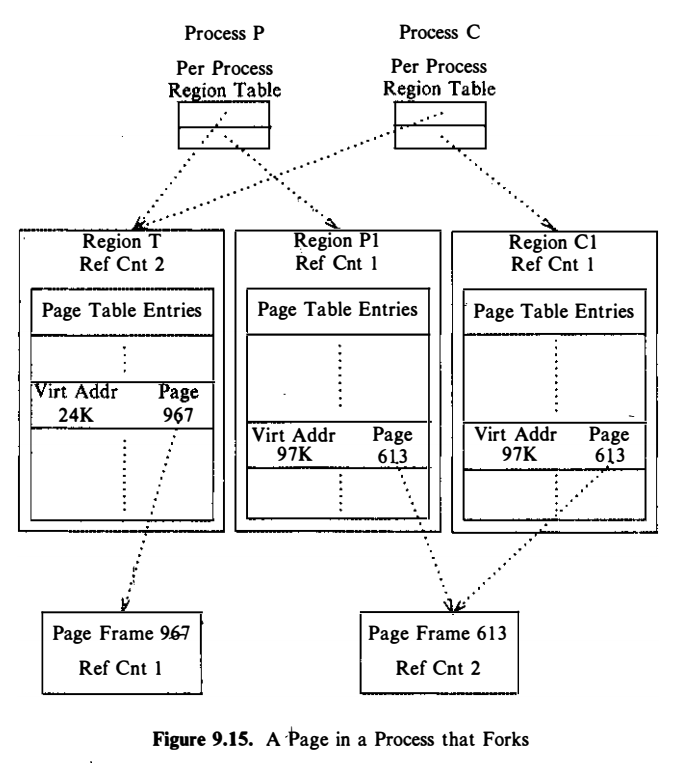 Process P
Process C
Per Process
Region Table
Per Process
Region Table
Region T
Ref Cnt 2
Region P1
Ref Cnt 1
Region C1
Ref Cnt 1
Page Table Entries
Page Table Entries
Page Table Entries
Virt Addr Page
24K 967
Virt Addr Page
97K 613
Virt Addr Page
97K 613
Page Frame 967
Ref Cnt 1
Page Frame 613
Ref Cnt 2
Figure 9.15. A Page in a Process that Forks